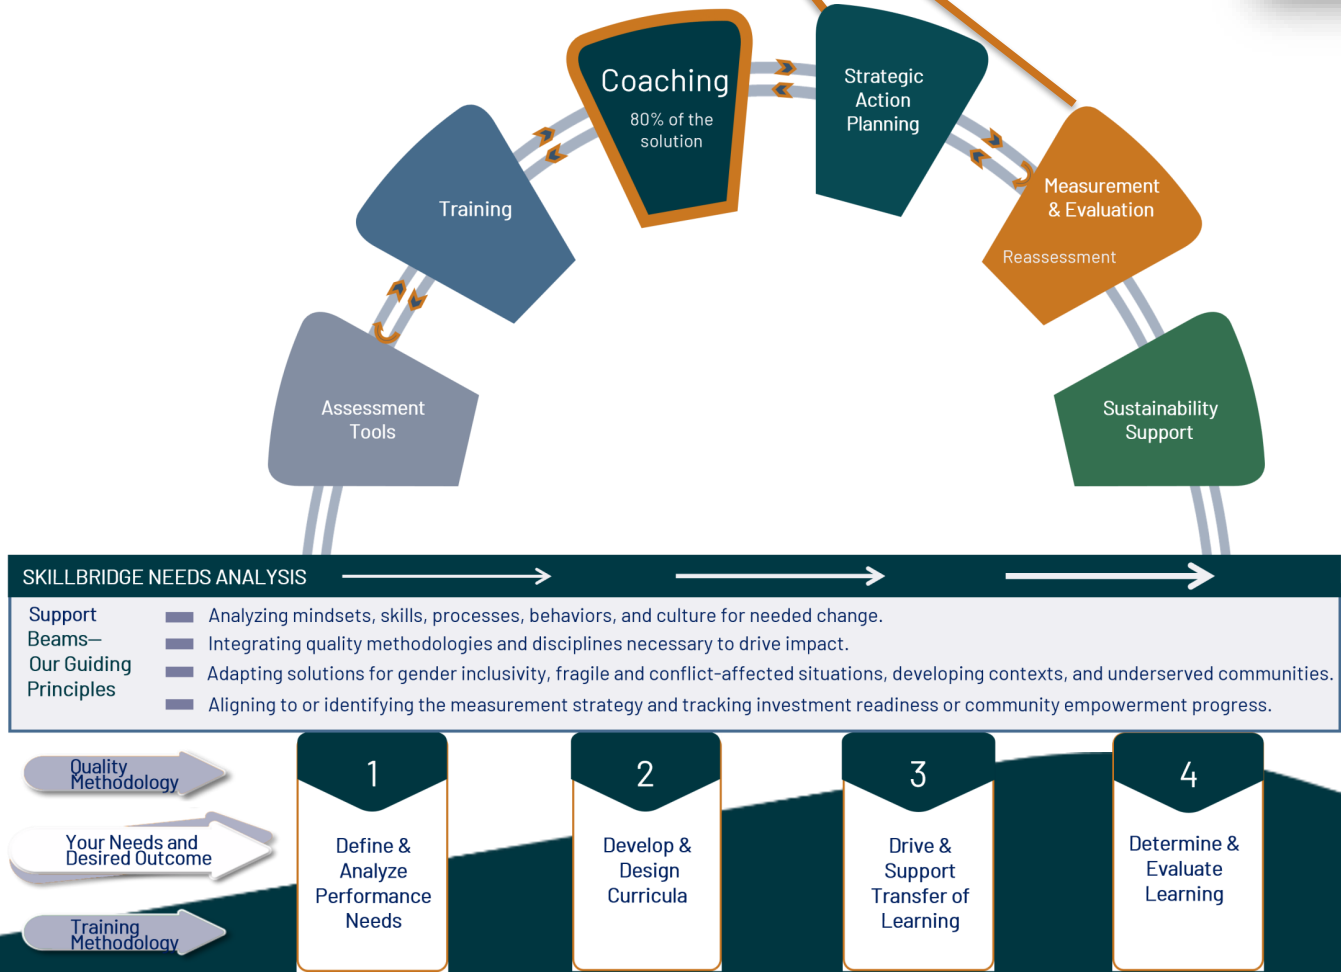 Coaching
80% of the
solution
Strategic
Action
Planning
Training
Measurement
& Evaluation
Reassessment
Assessment
Tools
Sustainability
Support
SKILLBRIDGE NEEDS ANALYSIS
Support
Beams—
Our Guiding
Principles
Analyzing mindsets, skills, processes, behaviors, and culture for needed change.
Integrating quality methodologies and disciplines necessary to drive impact.
Adapting solutions for gender inclusivity, fragile and conflict-affected situations, developing contexts, and underserved communities.
Aligning to or identifying the measurement strategy and tracking investment readiness or community empowerment progress.
Quality
Methodology
Your Needs and
Desired Outcome
Training
Methodology
1
Define &
Analyze
Performance
Needs
2
Develop &
Design
Curricula
3
Drive &
Support
Transfer of
Learning
4
Determine &
Evaluate
Learning